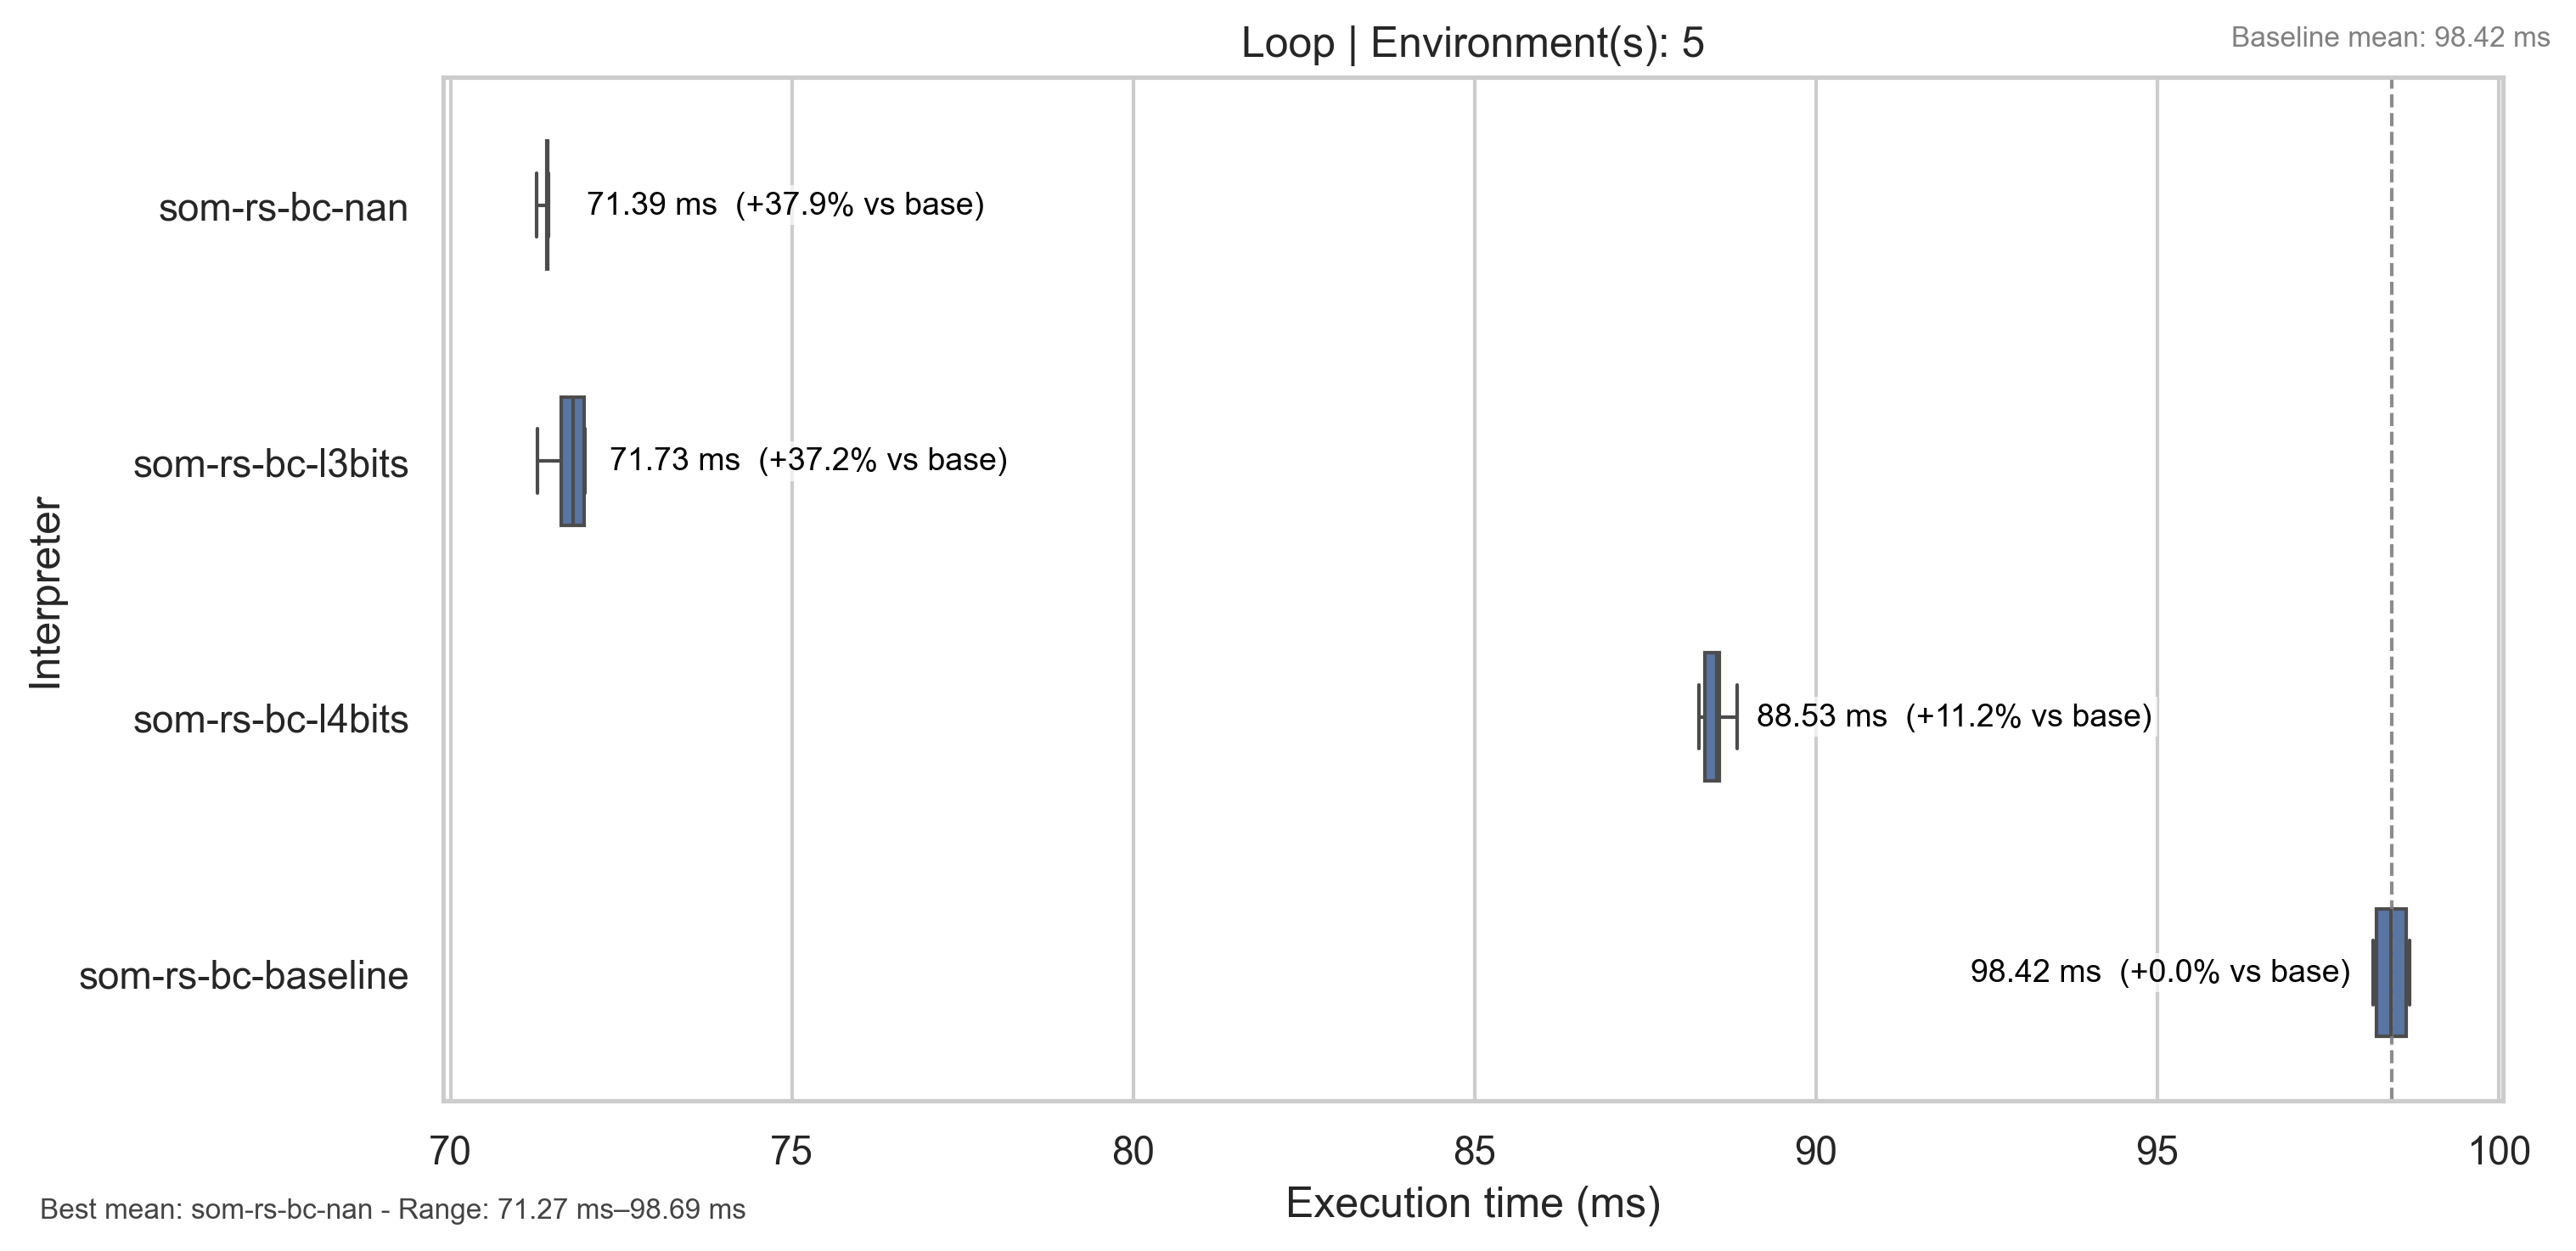 Loop | Environment(s): 5
Baseline mean: 98.42 ms
som-rs-bc-nan
71.39 ms  (+37.9% vs base)
som-rs-bc-l3bits
71.73 ms  (+37.2% vs base)
som-rs-bc-l4bits
88.53 ms  (+11.2% vs base)
som-rs-bc-baseline
98.42 ms  (+0.0% vs base)
Interpreter
70 75 80 85 90 95 100
Execution time (ms)
Best mean: som-rs-bc-nan - Range: 71.27 ms–98.69 ms